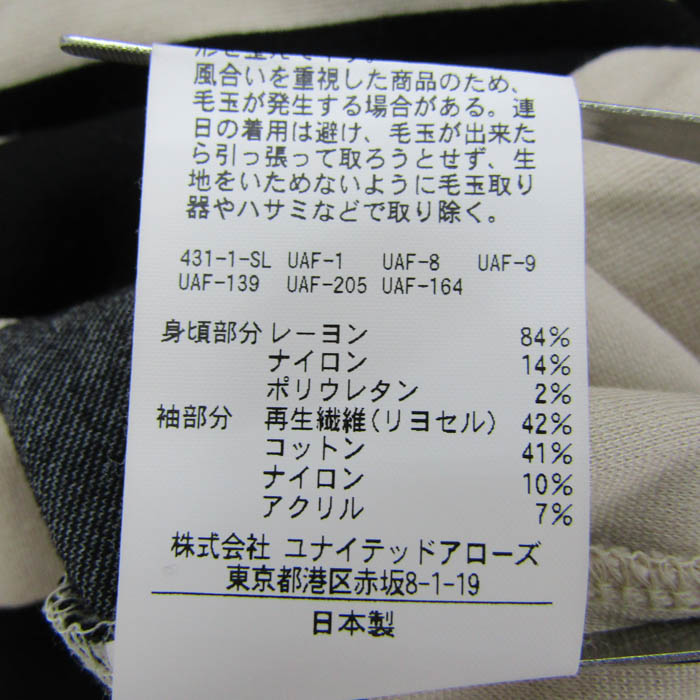 風合いを重視した商品のため、
毛玉が発生する場合がある。連
日の着用は避け、毛玉が出来た
ら引っ張って取ろうとせず、生
地をいためないように毛玉取り
器やハサミなどで取り除く。
431-1-SL UAF-1 UAF-8 UAF-9
UAF-139 UAF-205 UAF-164
身頃部分 レーヨン 84%
ナイロン 14%
ポリウレタン 2%
袖部分 再生繊維(リヨセル) 42%
コットン 41%
ナイロン 10%
アクリル 7%
株式会社 ユナイテッドアローズ
東京都港区赤坂8-1-19
日本製